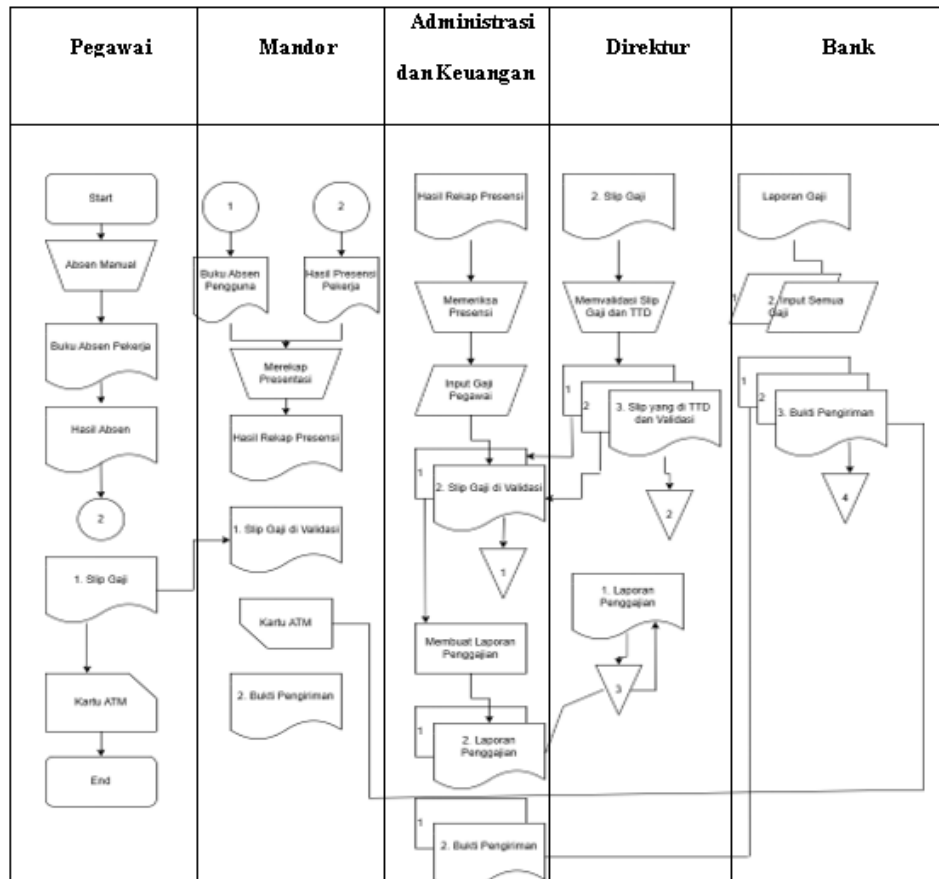 Pegawai
Mandor
Administrasi
dan Keuangan
Direktur
Bank
Start
Absen Manual
Buku Absen Pekerja
Hasil Absen
2
1. Slip Gaji
Kartu ATM
End
1
2
Buku Absen
Pengguna
Hasil Presensi
Pekerja
Merekap
Presentasi
Hasil Rekap Presensi
1. Slip Gaji di Validasi
Kartu ATM
2. Bukti Pengiriman
Hasil Rekap Presensi
Memeriksa
Presensi
Input Gaji
Pegawai
1
2. Slip Gaji di Validasi
1
Membuat Laporan
Penggajian
1
2. Laporan
Penggajian
1
2. Bukti Pengiriman
2. Slip Gaji
Memvalidasi Slip
Gaji dan TTD
1
2
3. Slip yang di TTD
dan Validasi
2
1. Laporan
Penggajian
3
Laporan Gaji
1
2. Input Semua
Gaji
1
2
3. Bukti Pengiriman
4